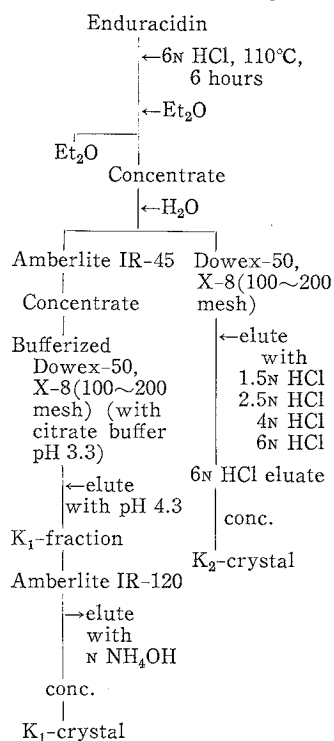 Enduracidin
←6N HCl, 110°C,
6 hours
←Et₂O
Et₂O
Concentrate
←H₂O
Amberlite IR-45
Concentrate
Bufferized
Dowex-50,
X-8(100~200
mesh) (with
citrate buffer
pH 3.3)
←elute
with pH 4.3
K₁-fraction
Amberlite IR-120
→elute
with
N NH₄OH
conc.
K₁-crystal
Dowex-50,
X-8(100~200
mesh)
←elute
with
1.5N HCl
2.5N HCl
4N HCl
6N HCl
6N HCl eluate
conc.
K₂-crystal